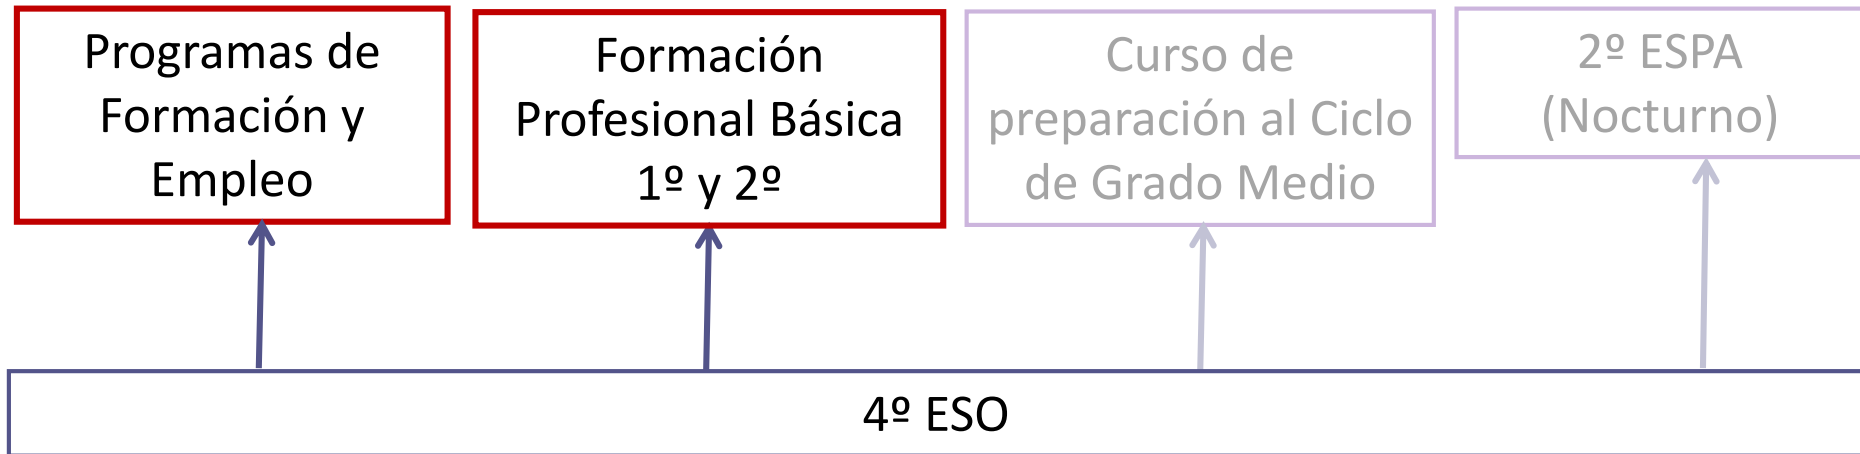 Programas de
Formación y
Empleo
Formación
Profesional Básica
1º y 2º
Curso de
preparación al Ciclo
de Grado Medio
2º ESPA
(Nocturno)
4º ESO